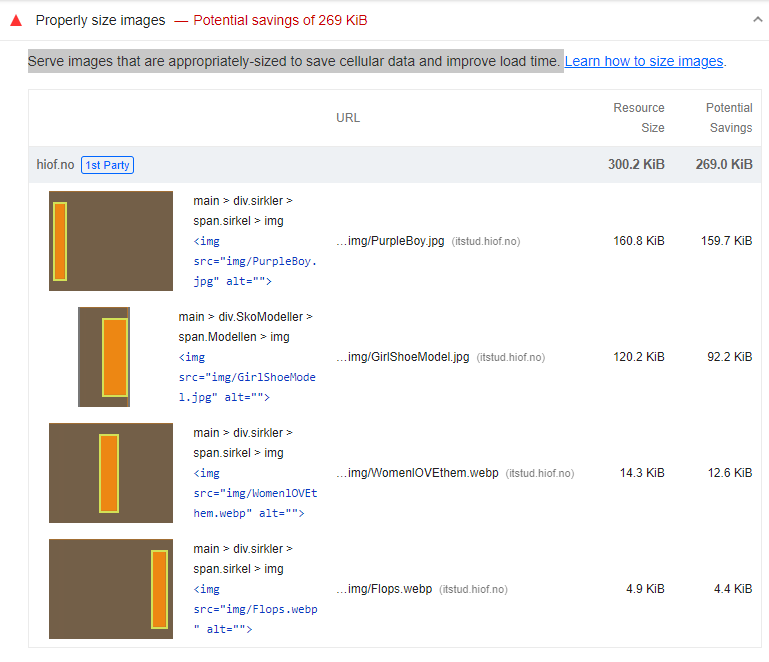 Properly size images — Potential savings of 269 KiB
Serve images that are appropriately-sized to save cellular data and improve load time. Learn how to size images.
URL
Resource Size
Potential Savings
hiof.no 1st Party 300.2 KiB 269.0 KiB
main > div.sirkler >
span.sirkel > img
<img
src="img/PurpleBoy.
jpg" alt="">
…img/PurpleBoy.jpg (itstud.hiof.no) 160.8 KiB 159.7 KiB
main > div.SkoModeller >
span.Modellen > img
<img
src="img/GirlShoeMode
l.jpg" alt="">
…img/GirlShoeModel.jpg (itstud.hiof.no) 120.2 KiB 92.2 KiB
main > div.sirkler >
span.sirkel > img
<img
src="img/WomenlOVEt
hem.webp" alt="">
…img/WomenlOVEthem.webp (itstud.hiof.no) 14.3 KiB 12.6 KiB
main > div.sirkler >
span.sirkel > img
<img
src="img/Flops.webp
" alt="">
…img/Flops.webp (itstud.hiof.no) 4.9 KiB 4.4 KiB